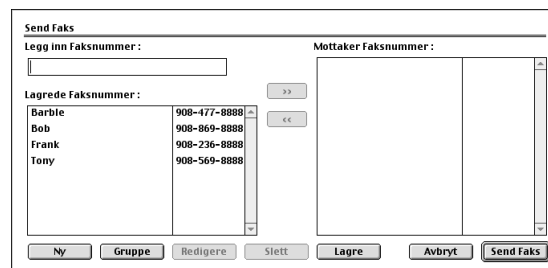 Send Faks
Legg inn Faksnummer :
Mottaker Faksnummer :
>>
<<
Lagrede Faksnummer :
Barble 908-477-8888
Bob 908-869-8888
Frank 908-236-8888
Tony 908-569-8888
Ny Gruppe Redigere Slett Lagre Avbryt Send Faks